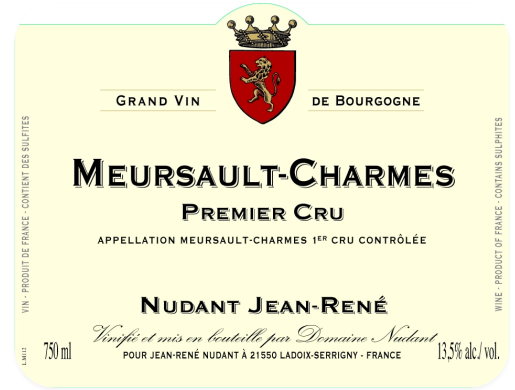 GRAND VIN DE BOURGOGNE
MEURSAULT-CHARMES
PREMIER CRU
APPELLATION MEURSAULT-CHARMES 1ER CRU CONTRÔLÉE
NUDANT JEAN-RENÉ
Vinifié et mis en bouteille par Domaine Nudant
750 ml
POUR JEAN-RENÉ NUDANT À 21550 LADOIX-SERRIGNY - FRANCE
13,5% alc./ vol.
VIN - PRODUIT DE FRANCE - CONTIENT DES SULFITES
WINE - PRODUCT OF FRANCE - CONTAINS SULPHITES